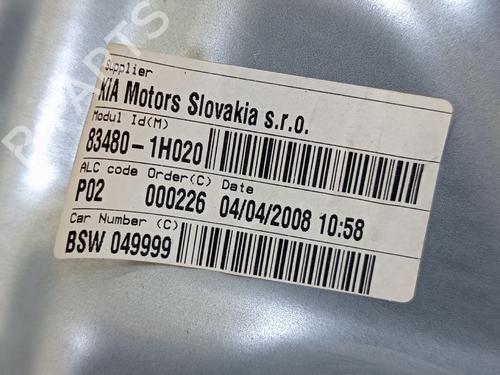 Supplier
KIA Motors Slovakia s.r.o.
Modul Id(M)
83480-1H020
ALC code Order(C) Date
P02 000226 04/04/2008 10:58
Car Number (C)
BSW 049999
PARTS